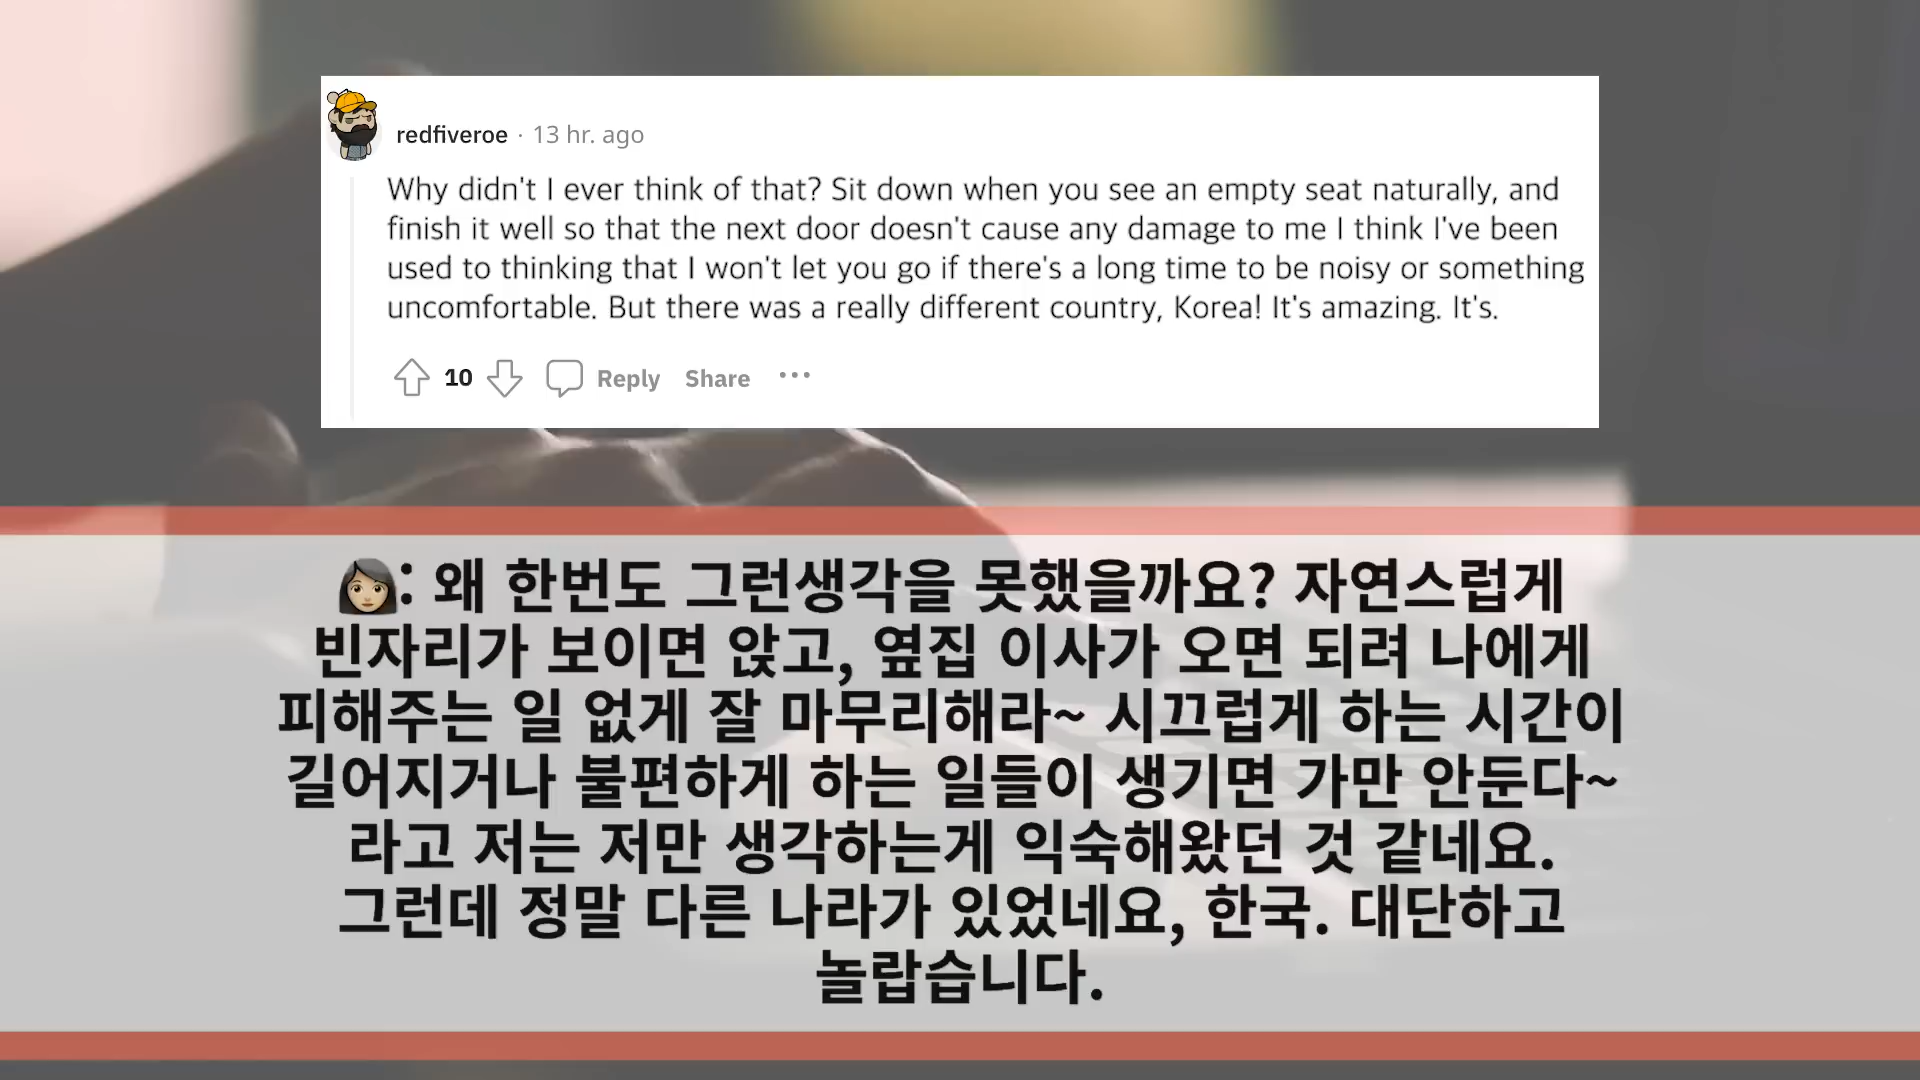 redfiveroe · 13 hr. ago
Why didn't I ever think of that? Sit down when you see an empty seat naturally, and
finish it well so that the next door doesn't cause any damage to me I think I've been
used to thinking that I won't let you go if there's a long time to be noisy or something
uncomfortable. But there was a really different country, Korea! It's amazing. It's.
10 Reply Share ···
: 왜 한번도 그런생각을 못했을까요? 자연스럽게
빈자리가 보이면 앉고, 옆집 이사가 오면 되려 나에게
피해주는 일 없게 잘 마무리해라~ 시끄럽게 하는 시간이
길어지거나 불편하게 하는 일들이 생기면 가만 안둔다~
라고 저는 저만 생각하는게 익숙해왔던 것 같네요.
그런데 정말 다른 나라가 있었네요, 한국. 대단하고
놀랍습니다.